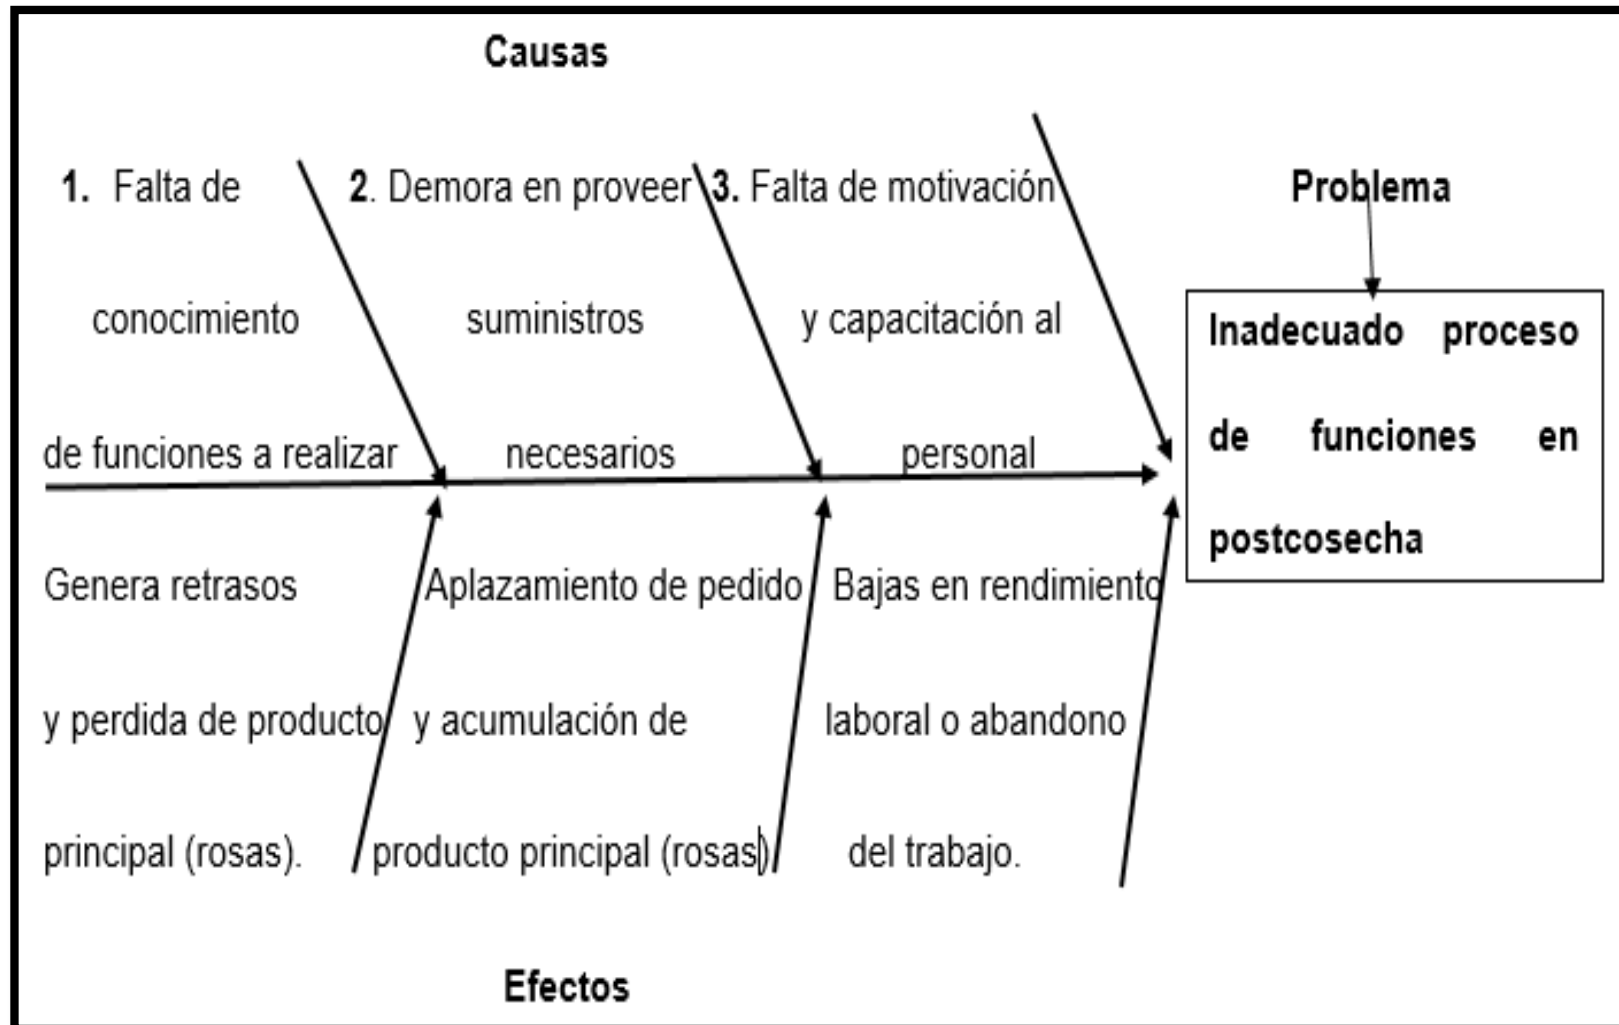 Causas
1. Falta de
conocimiento
de funciones a realizar
2. Demora en proveer
suministros
necesarios
3. Falta de motivación
y capacitación al
personal
Problema
Inadecuado proceso
de funciones en
postcosecha
Genera retrasos
y perdida de producto
principal (rosas).
Aplazamiento de pedido
y acumulación de
producto principal (rosas)
Bajas en rendimiento
laboral o abandono
del trabajo.
Efectos